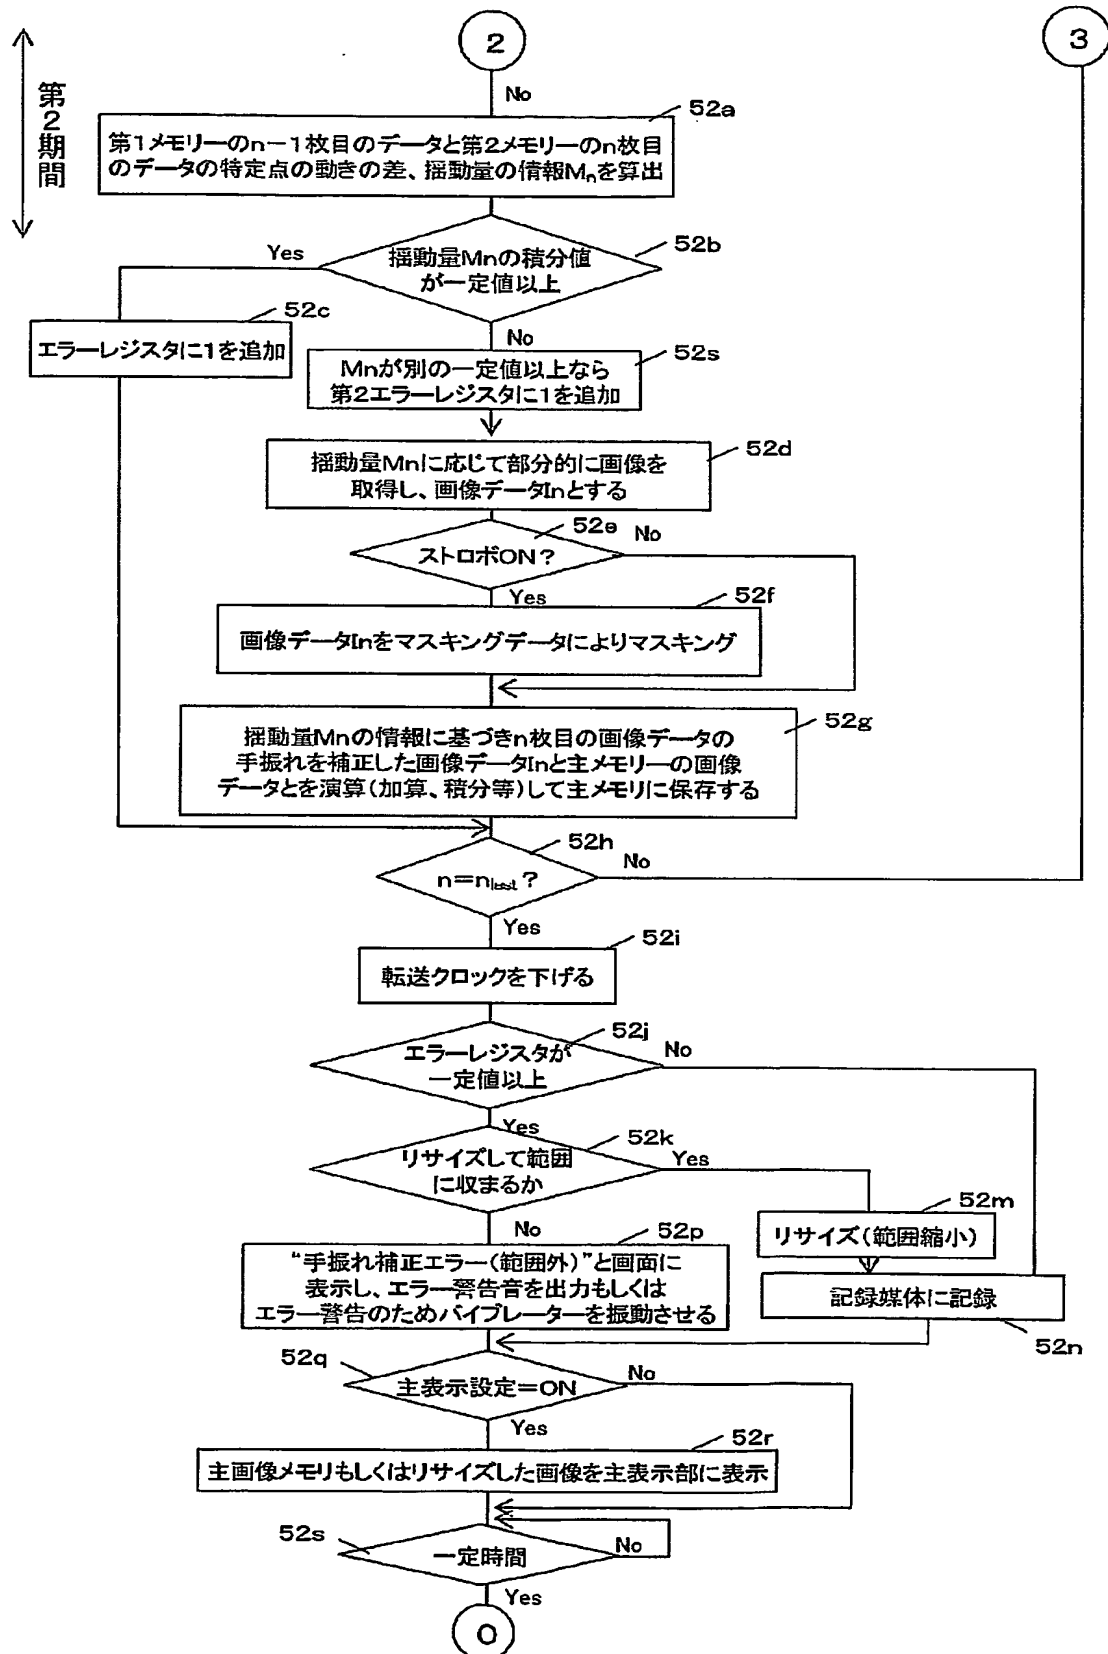 2
3
第2期間
No
52a
第1メモリーのn－1枚目のデータと第2メモリーのn枚目
のデータの特定点の動きの差、揺動量の情報Mnを算出
Yes
52b
揺動量Mnの積分値
が一定値以上
52c
エラーレジスタに1を追加
No
52s
Mnが別の一定値以上なら
第2エラーレジスタに1を追加
52d
揺動量Mnに応じて部分的に画像を
取得し、画像データInとする
52e
No
ストロボON？
Yes
52f
画像データInをマスキングデータによりマスキング
52g
揺動量Mnの情報に基づきn枚目の画像データの
手振れを補正した画像データInと主メモリーの画像
データとを演算（加算、積分等）して主メモリに保存する
52h
No
n＝nlast？
Yes
52i
転送クロックを下げる
52j
No
エラーレジスタが
一定値以上
Yes
52k
Yes
リサイズして範囲
に収まるか
No
52p
52m
リサイズ（範囲縮小）
“手振れ補正エラー（範囲外）”と画面に
表示し、エラー警告音を出力もしくは
エラー警告のためバイブレーターを振動させる
記録媒体に記録
52n
52q
No
主表示設定＝ON
Yes
52r
主画像メモリもしくはリサイズした画像を主表示部に表示
52s
一定時間
No
Yes
0